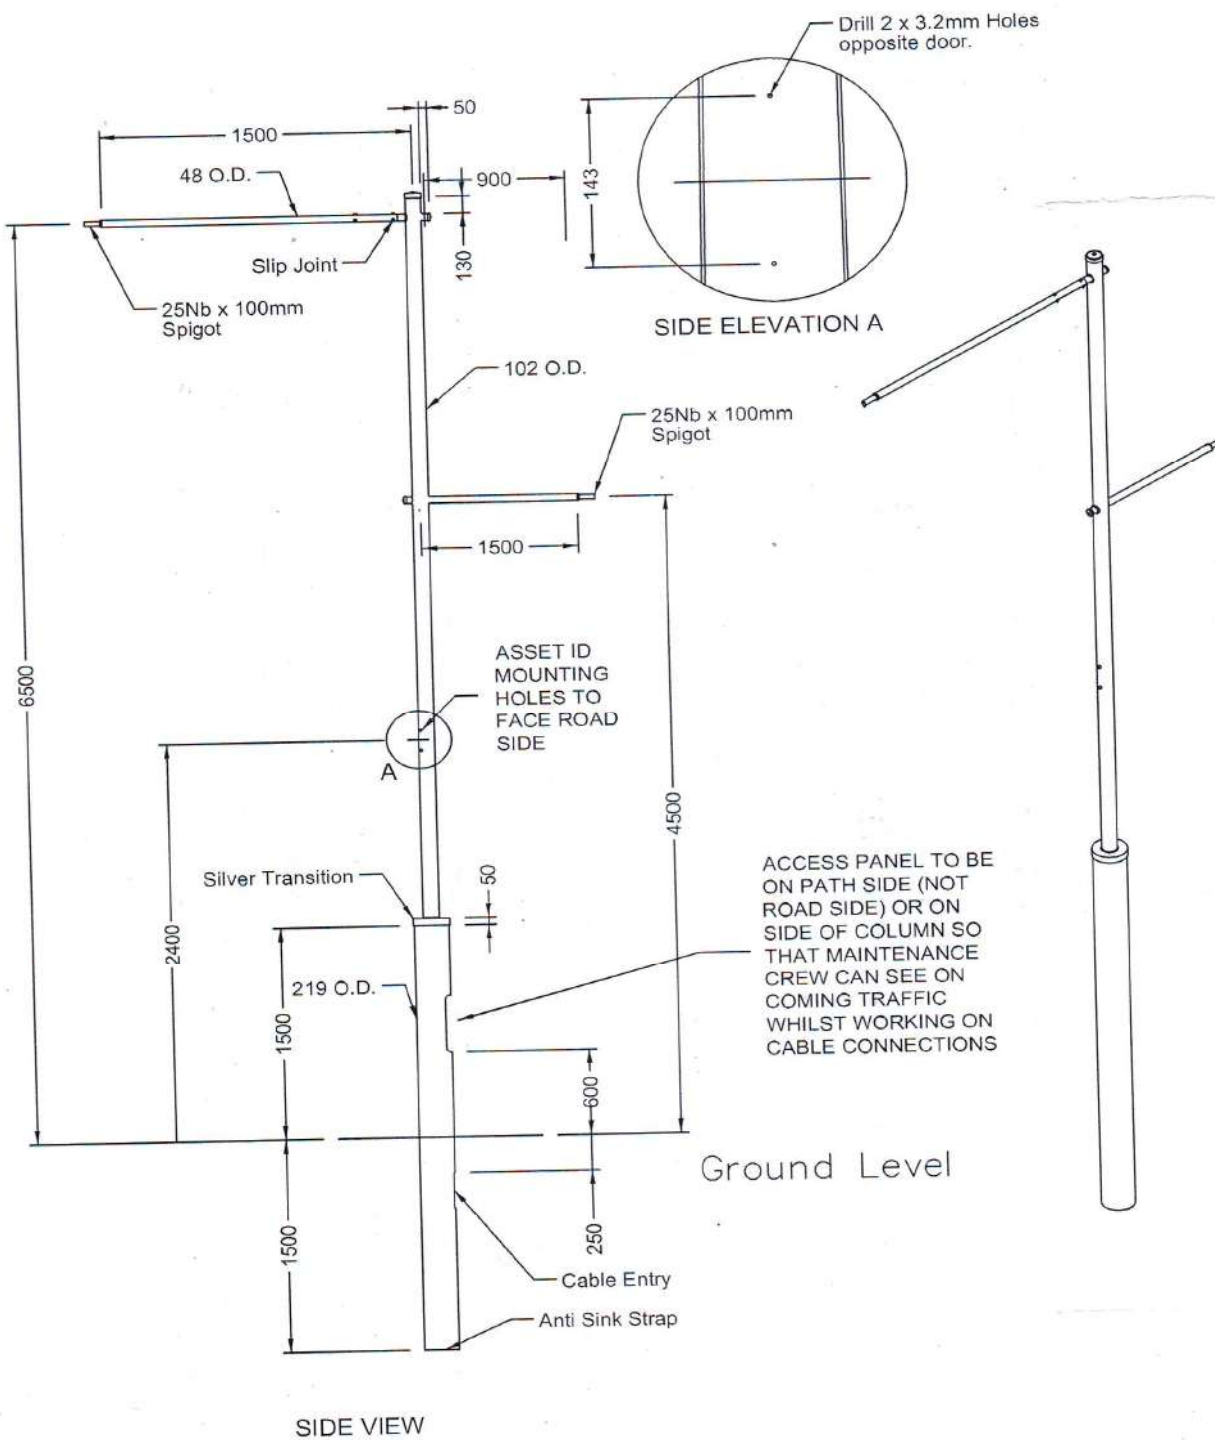 Drill 2 x 3.2mm Holes
opposite door.
50
1500
48 O.D.
900
143
130
Slip Joint
25Nb x 100mm
Spigot
SIDE ELEVATION A
102 O.D.
25Nb x 100mm
Spigot
1500
ASSET ID
MOUNTING
HOLES TO
FACE ROAD
SIDE
6500
A
4500
Silver Transition
50
2400
219 O.D.
1500
ACCESS PANEL TO BE
ON PATH SIDE (NOT
ROAD SIDE) OR ON
SIDE OF COLUMN SO
THAT MAINTENANCE
CREW CAN SEE ON
COMING TRAFFIC
WHILST WORKING ON
CABLE CONNECTIONS
600
Ground Level
250
1500
Cable Entry
Anti Sink Strap
SIDE VIEW